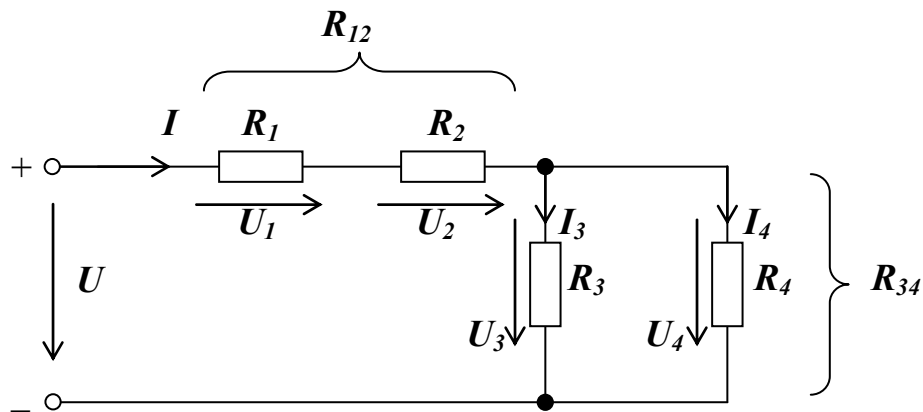 R₁₂
I R₁ R₂
+
U₁ U₂ I₃ I₄
U R₃ R₄ R₃₄
U₃ U₄
–